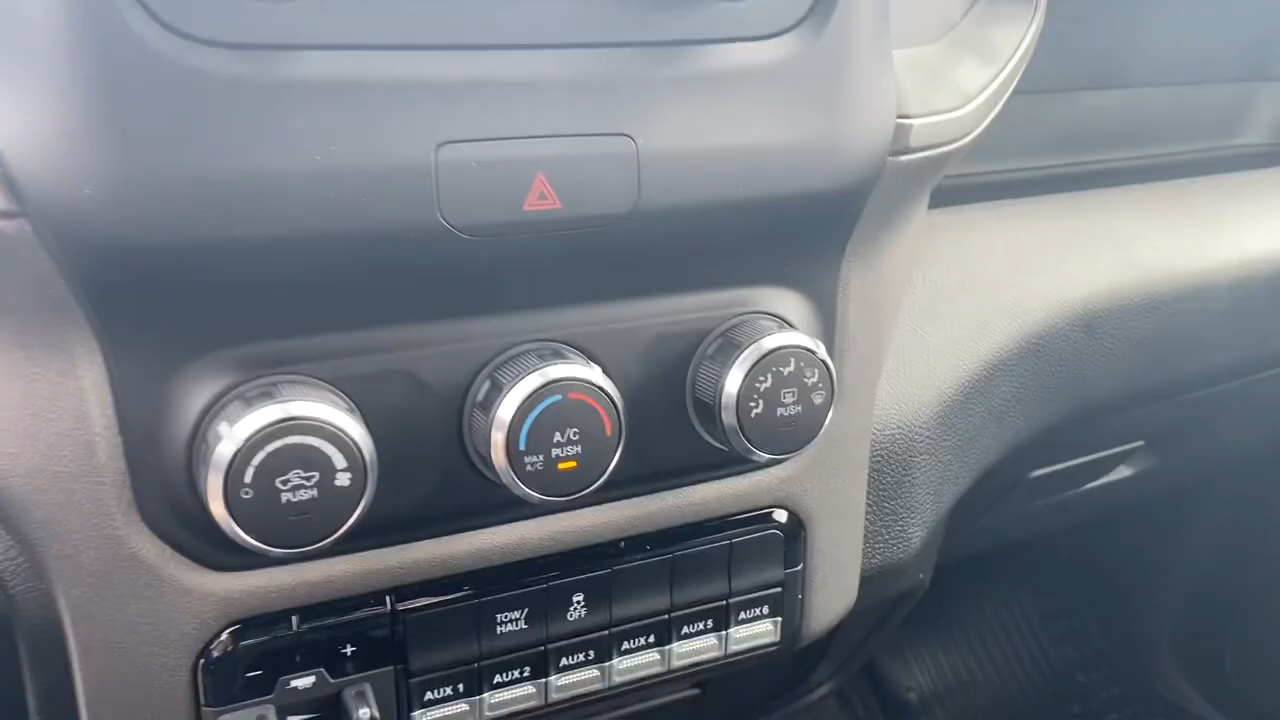 PUSH
A/C
PUSH
MAX
A/C
PUSH
TOW/
HAUL
OFF
- +
AUX 1
AUX 2
AUX 3
AUX 4
AUX 5
AUX 6